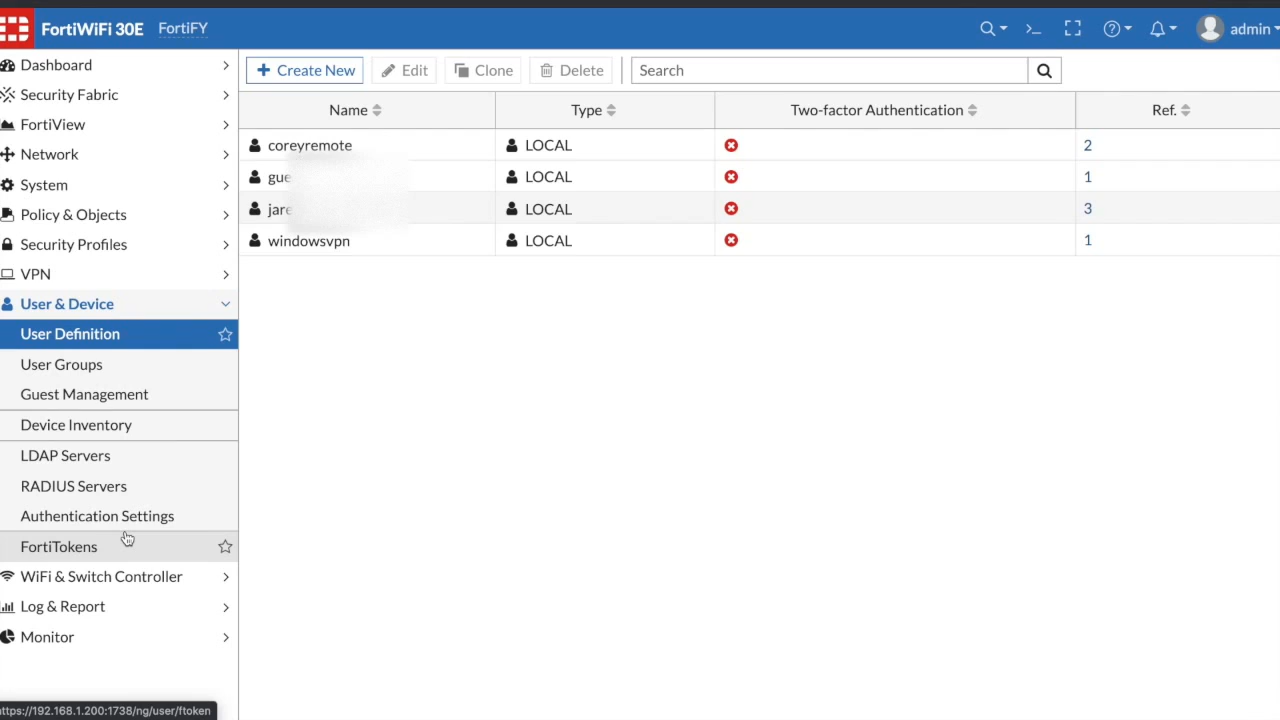 FortiWiFi 30E FortiFY admin
Dashboard
Security Fabric
FortiView
Network
System
Policy & Objects
Security Profiles
VPN
User & Device
User Definition
User Groups
Guest Management
Device Inventory
LDAP Servers
RADIUS Servers
Authentication Settings
FortiTokens
WiFi & Switch Controller
Log & Report
Monitor
Create New Edit Clone Delete Search
Name Type Two-factor Authentication Ref.
coreyremote LOCAL 2
LOCAL 1
LOCAL 3
windowsvpn LOCAL 1
https://192.168.1.200:1738/ng/user/ftoken